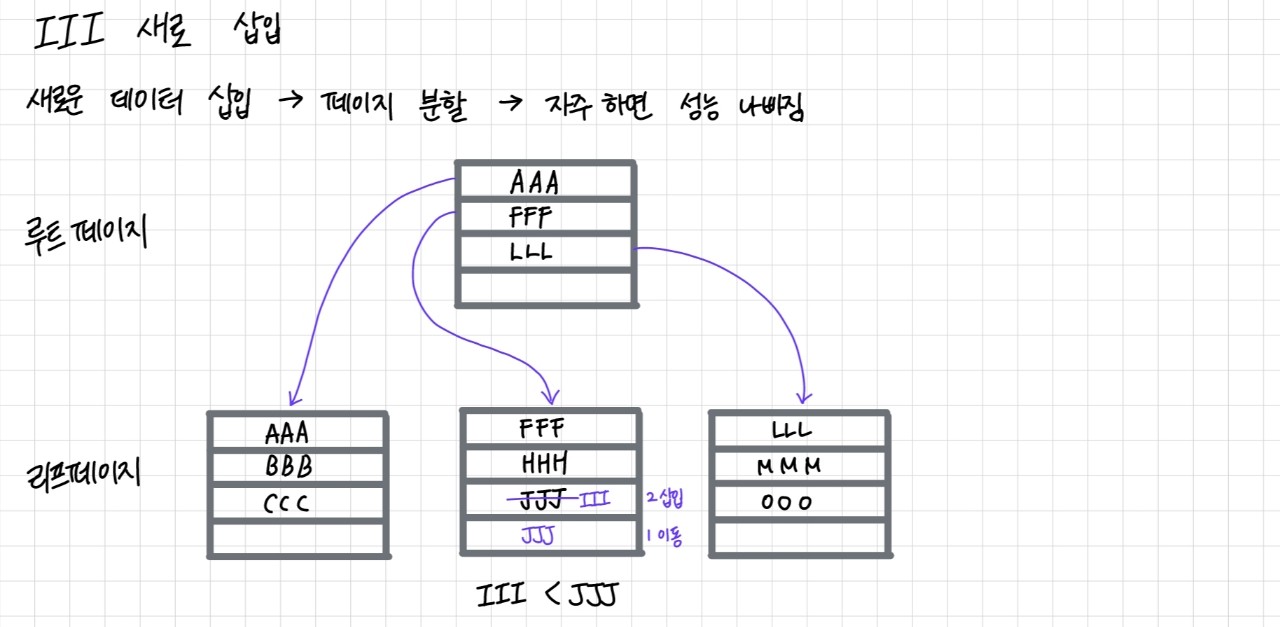 III 새로 삽입
새로운 데이터 삽입 → 페이지 분할 → 자주 하면 성능 나빠짐
루트 페이지
AAA
FFF
LLL
리프페이지
AAA
BBB
CCC
FFF
HHH
JJJ III 2 삽입
JJJ 1 이동
LLL
MMM
OOO
III < JJJ